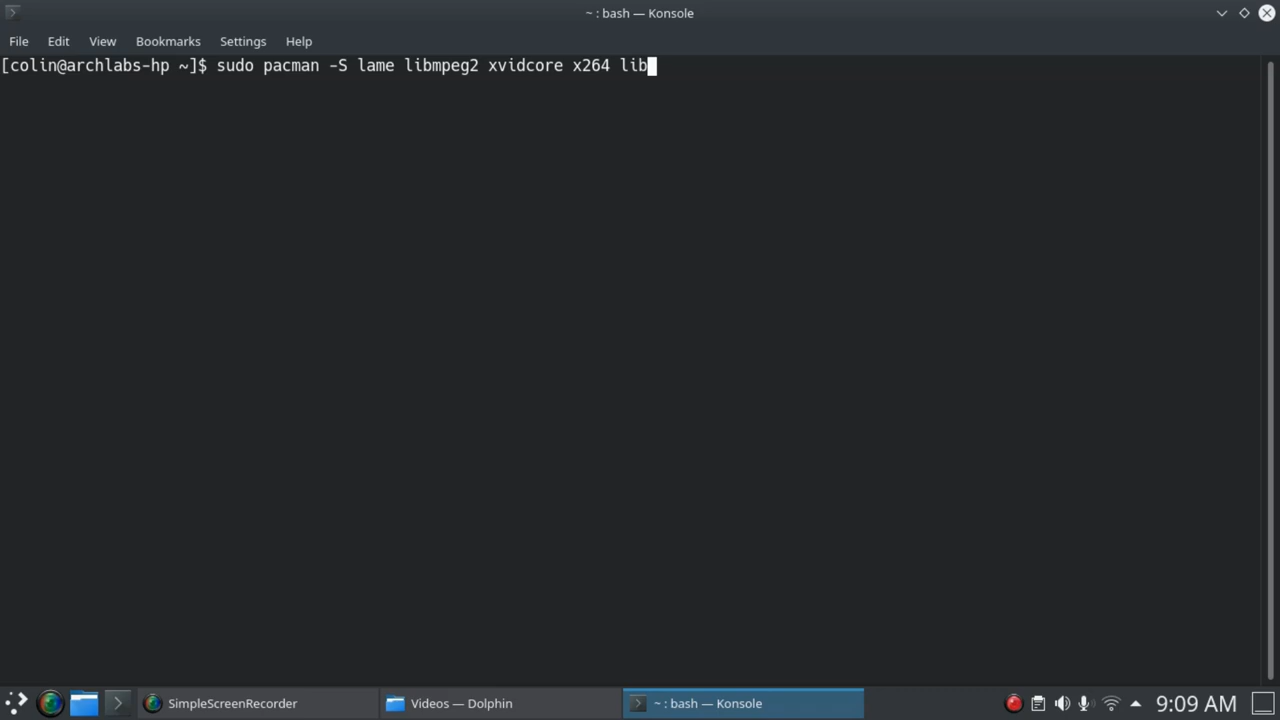 ~ : bash — Konsole
File Edit View Bookmarks Settings Help
[colin@archlabs-hp ~]$ sudo pacman -S lame libmpeg2 xvidcore x264 lib
SimpleScreenRecorder Videos — Dolphin ~ : bash — Konsole 9:09 AM